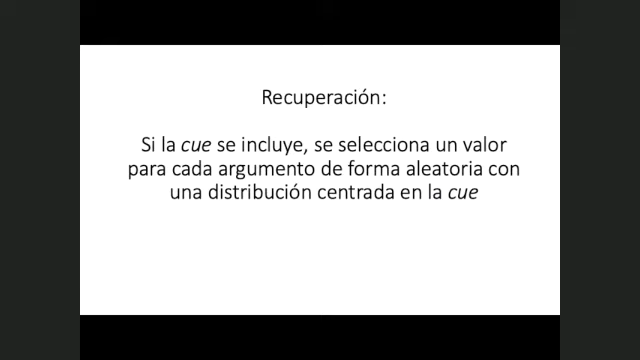 Recuperación:
Si la cue se incluye, se selecciona un valor
para cada argumento de forma aleatoria con
una distribución centrada en la cue